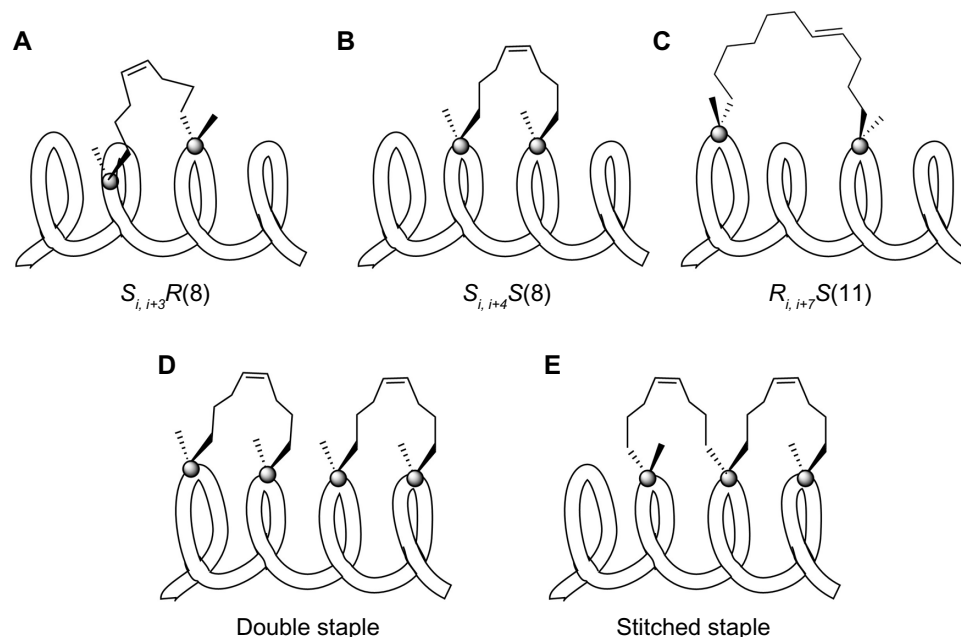 A
B
C
S i, i+3 R(8)
S i, i+4 S(8)
R i, i+7 S(11)
D
E
Double staple
Stitched staple